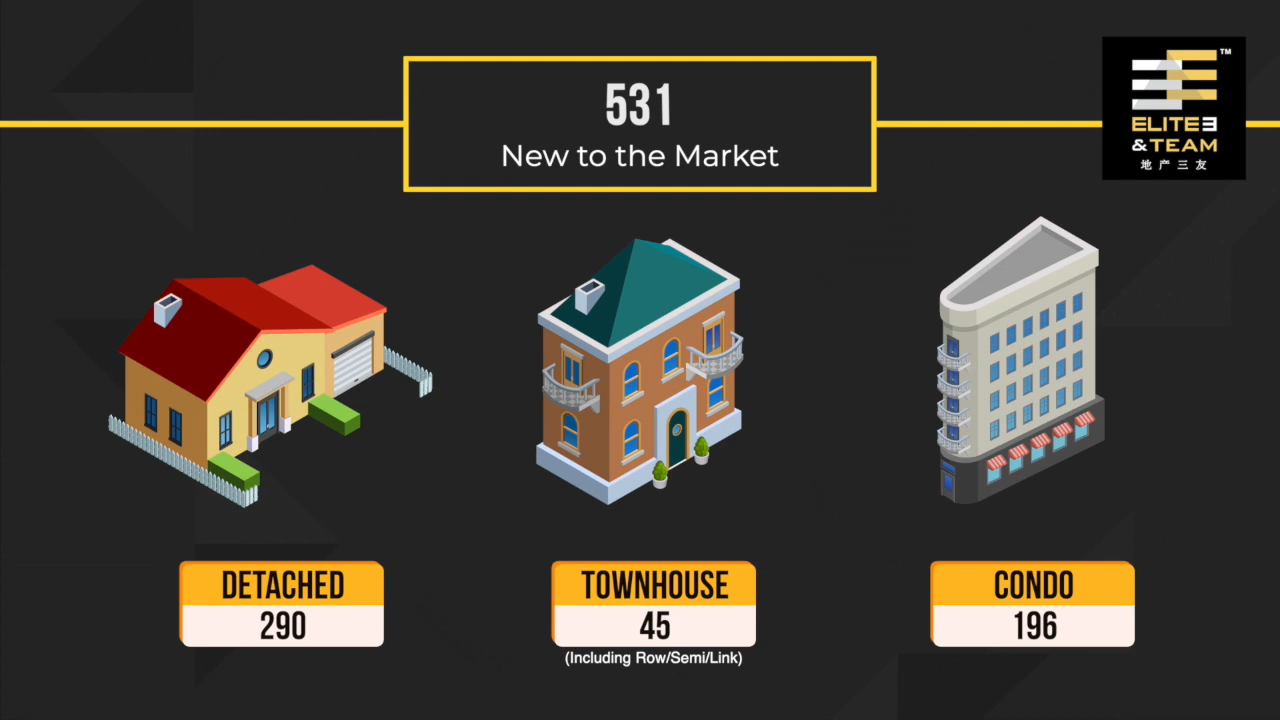 531
New to the Market
TM
ELITE3
& TEAM
地产三友
DETACHED
290
TOWNHOUSE
45
(Including Row/Semi/Link)
CONDO
196